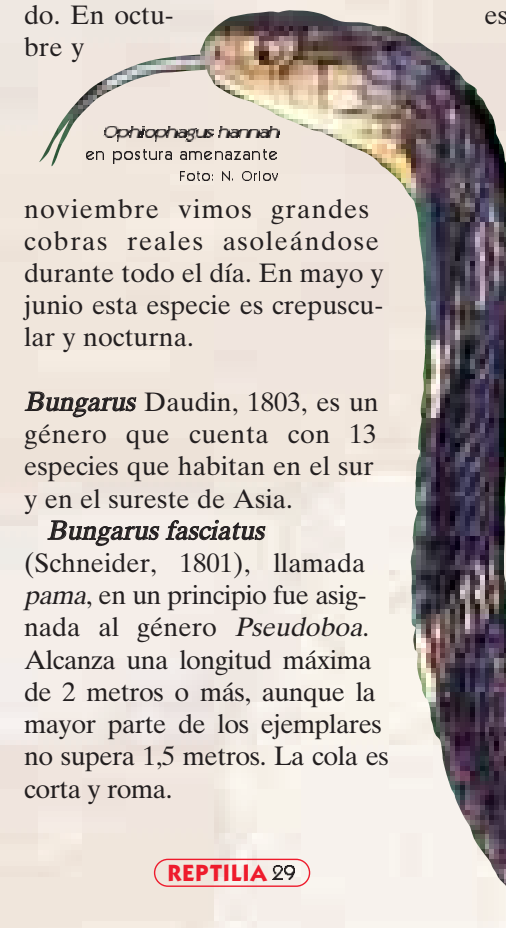 do. En octu-
bre y
es
Ophiophagus hannah
en postura amenazante
Foto: N. Orlov
noviembre vimos grandes
cobras reales asoleándose
durante todo el día. En mayo y
junio esta especie es crepuscu-
lar y nocturna.
Bungarus Daudin, 1803, es un
género que cuenta con 13
especies que habitan en el sur
y en el sureste de Asia.
Bungarus fasciatus
(Schneider, 1801), llamada
pama, en un principio fue asig-
nada al género Pseudoboa.
Alcanza una longitud máxima
de 2 metros o más, aunque la
mayor parte de los ejemplares
no supera 1,5 metros. La cola es
corta y roma.
REPTILIA 29